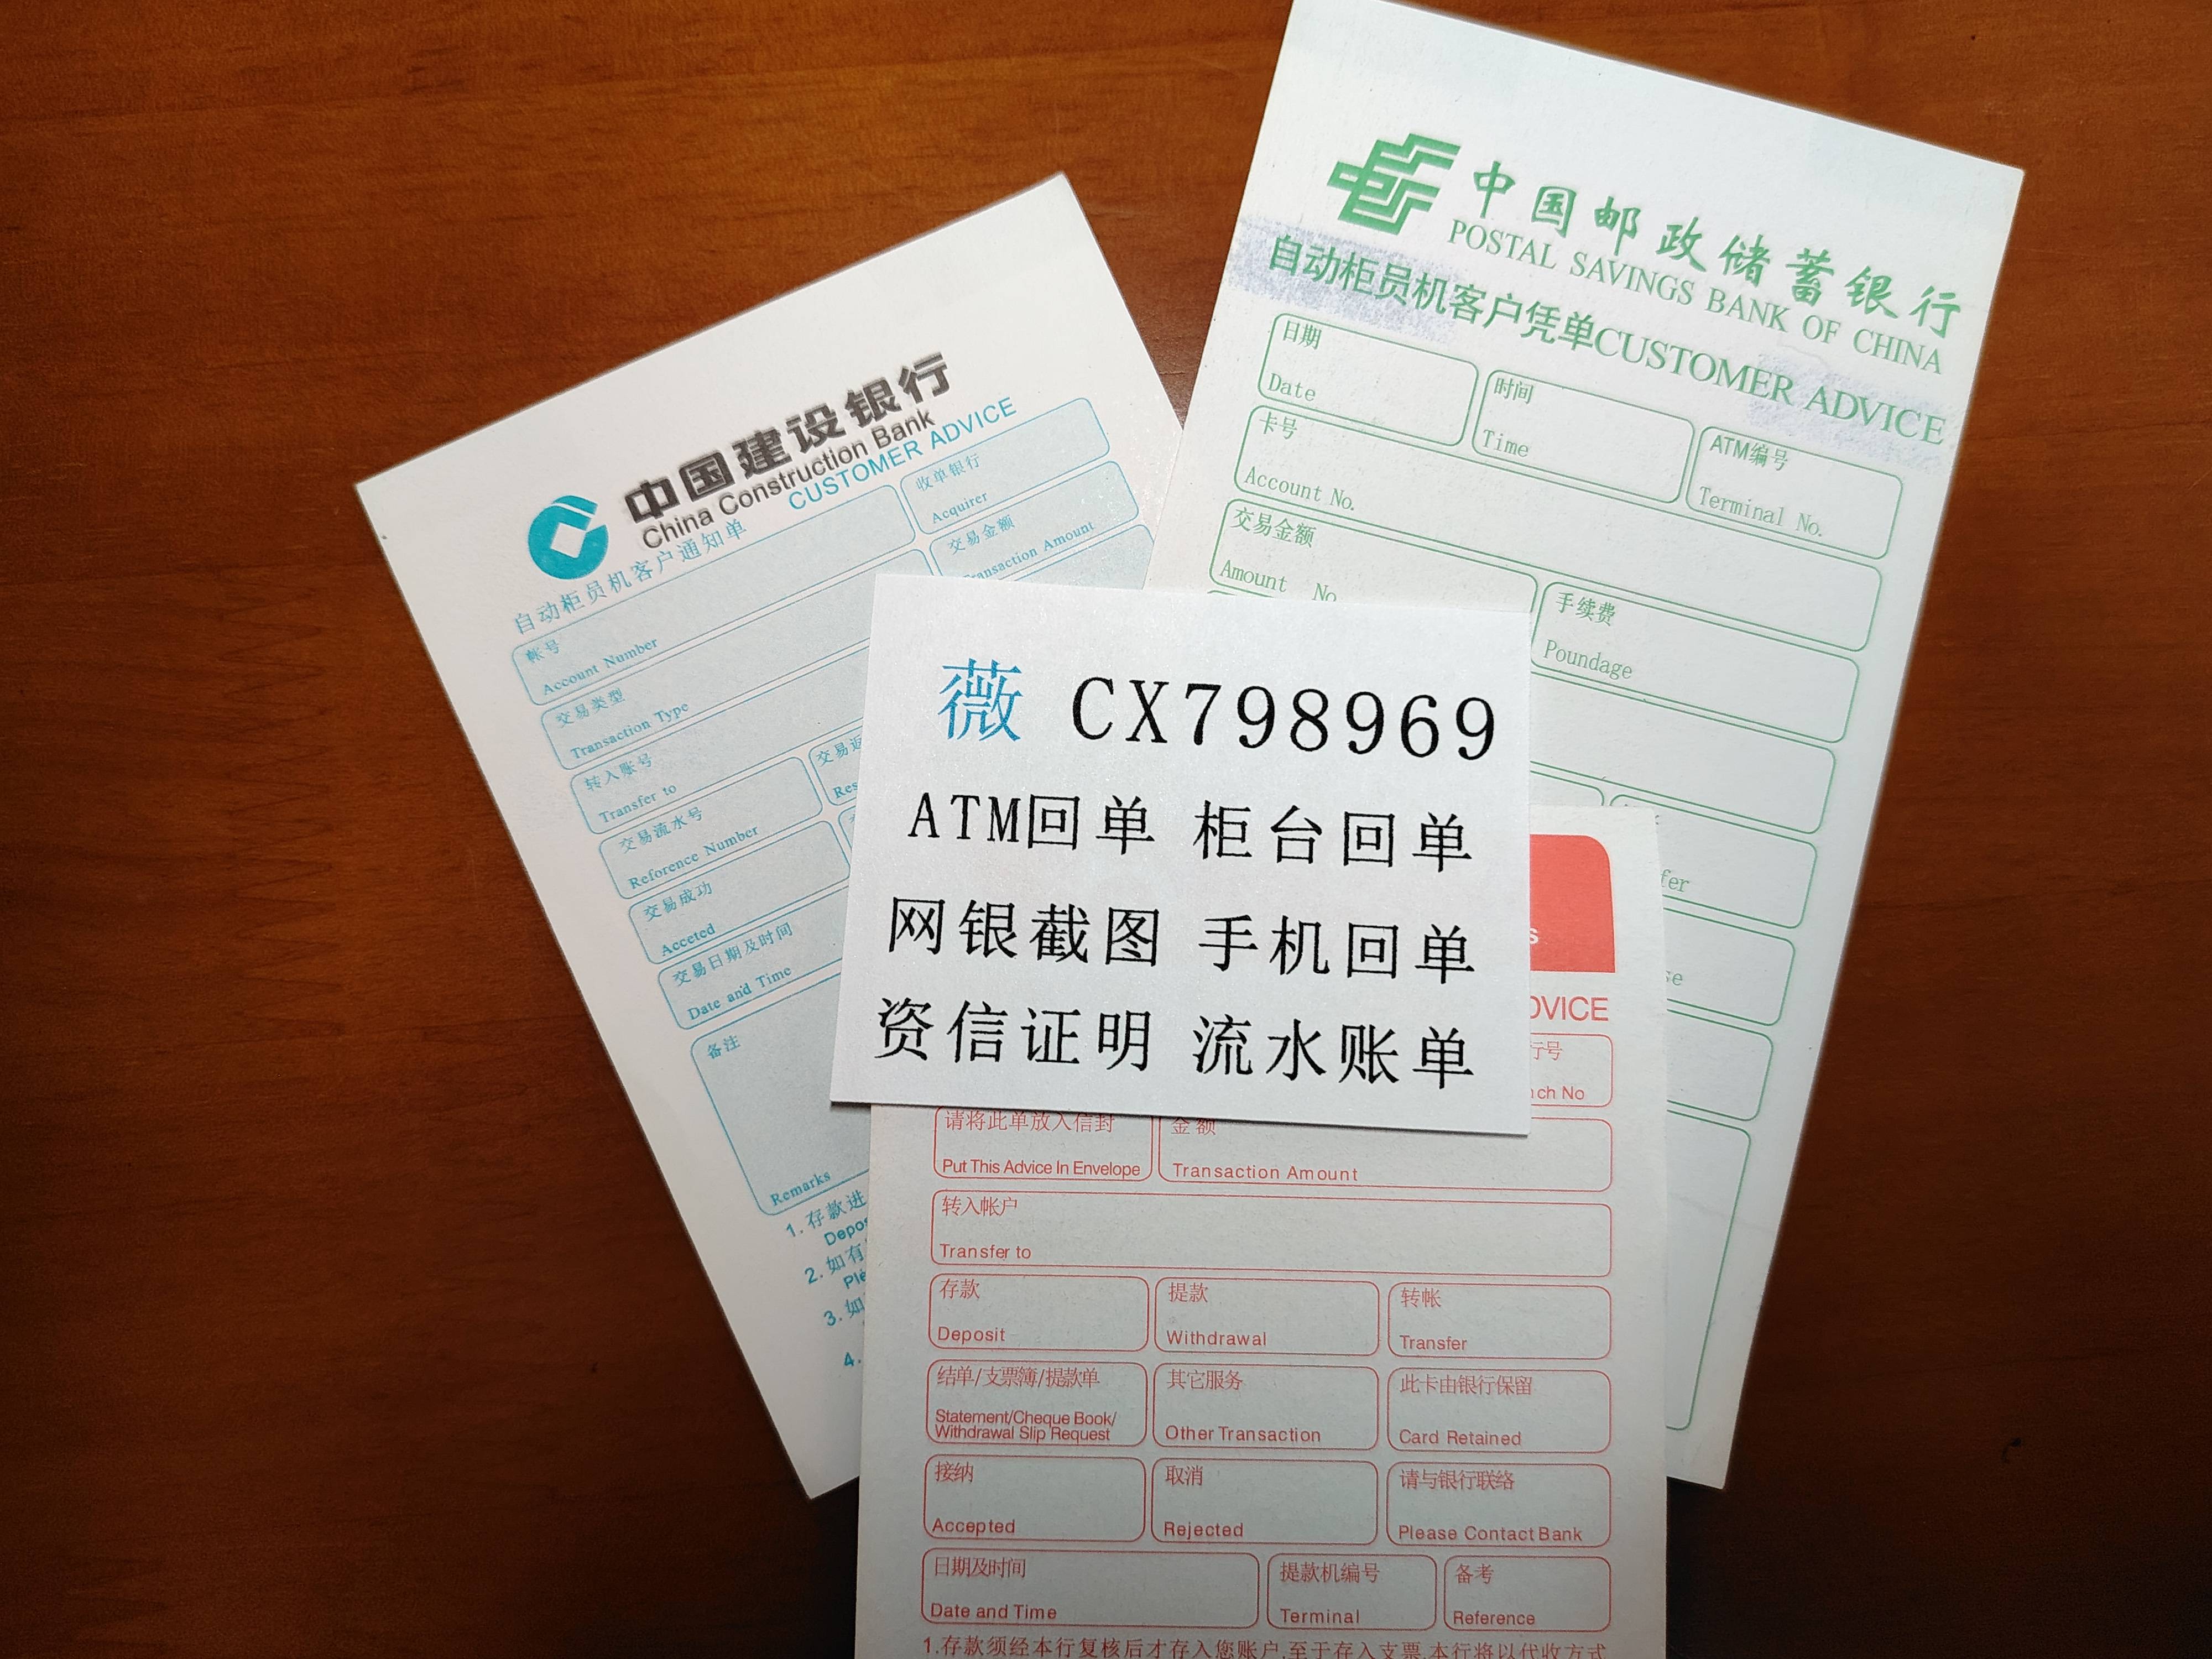 中国建设银行
China Construction Bank
自动柜员机客户通知单 CUSTOMER ADVICE
帐号
Account Number
收单银行
Acquirer
交易类型
Transaction Type
交易金额
Transaction Amount
转入账号
Transfer to
交易流水号
Reforence Number
交易成功
Acceted
交易日期及时间
Date and Time
备注
Remarks
1. 存款进
2. 如有
3. 如
4.
中国邮政储蓄银行
POSTAL SAVINGS BANK OF CHINA
自动柜员机客户凭单CUSTOMER ADVICE
日期
Date
时间
Time
ATM编号
Terminal No.
卡号
Account No.
交易金额
Amount No
手续费
Poundage
薇 CX798969
ATM回单 柜台回单
网银截图 手机回单
资信证明 流水账单
请将此单放入信封
Put This Advice In Envelope
金额
Transaction Amount
转入帐户
Transfer to
存款
Deposit
提款
Withdrawal
转帐
Transfer
结单/支票簿/提款单
Statement/Cheque Book/
Withdrawal Slip Request
其它服务
Other Transaction
此卡由银行保留
Card Retained
接纳
Accepted
取消
Rejected
请与银行联络
Please Contact Bank
日期及时间
Date and Time
提款机编号
Terminal
备考
Reference
1.存款须经本行复核后才存入您账户,至于存入支票,本行将以代收方式